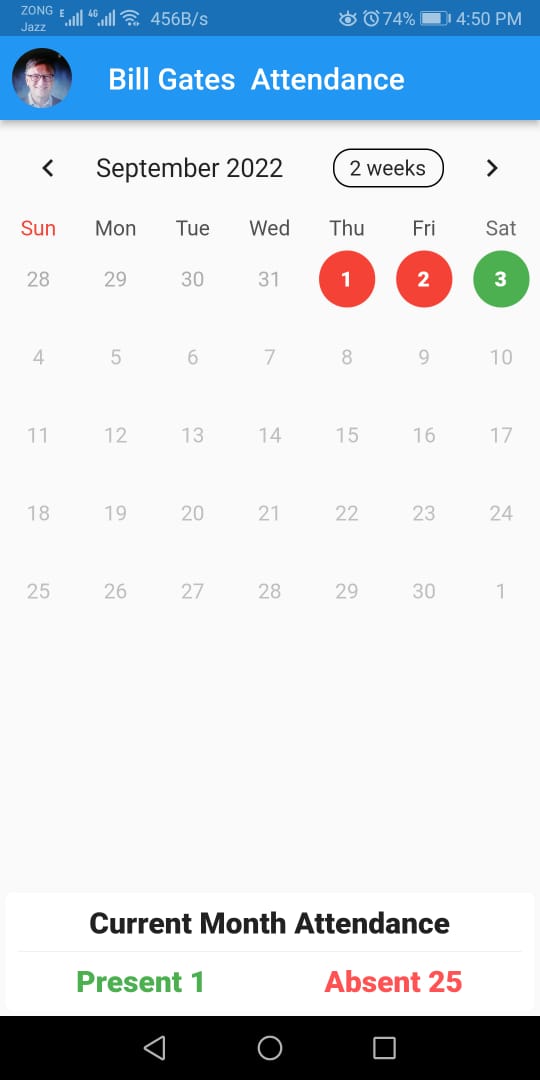 ZONG E 4G 456B/s 74% 4:50 PM
Jazz
Bill Gates  Attendance
September 2022 2 weeks
Sun Mon Tue Wed Thu Fri Sat
28 29 30 31 1 2 3
4 5 6 7 8 9 10
11 12 13 14 15 16 17
18 19 20 21 22 23 24
25 26 27 28 29 30 1
Current Month Attendance
Present 1 Absent 25